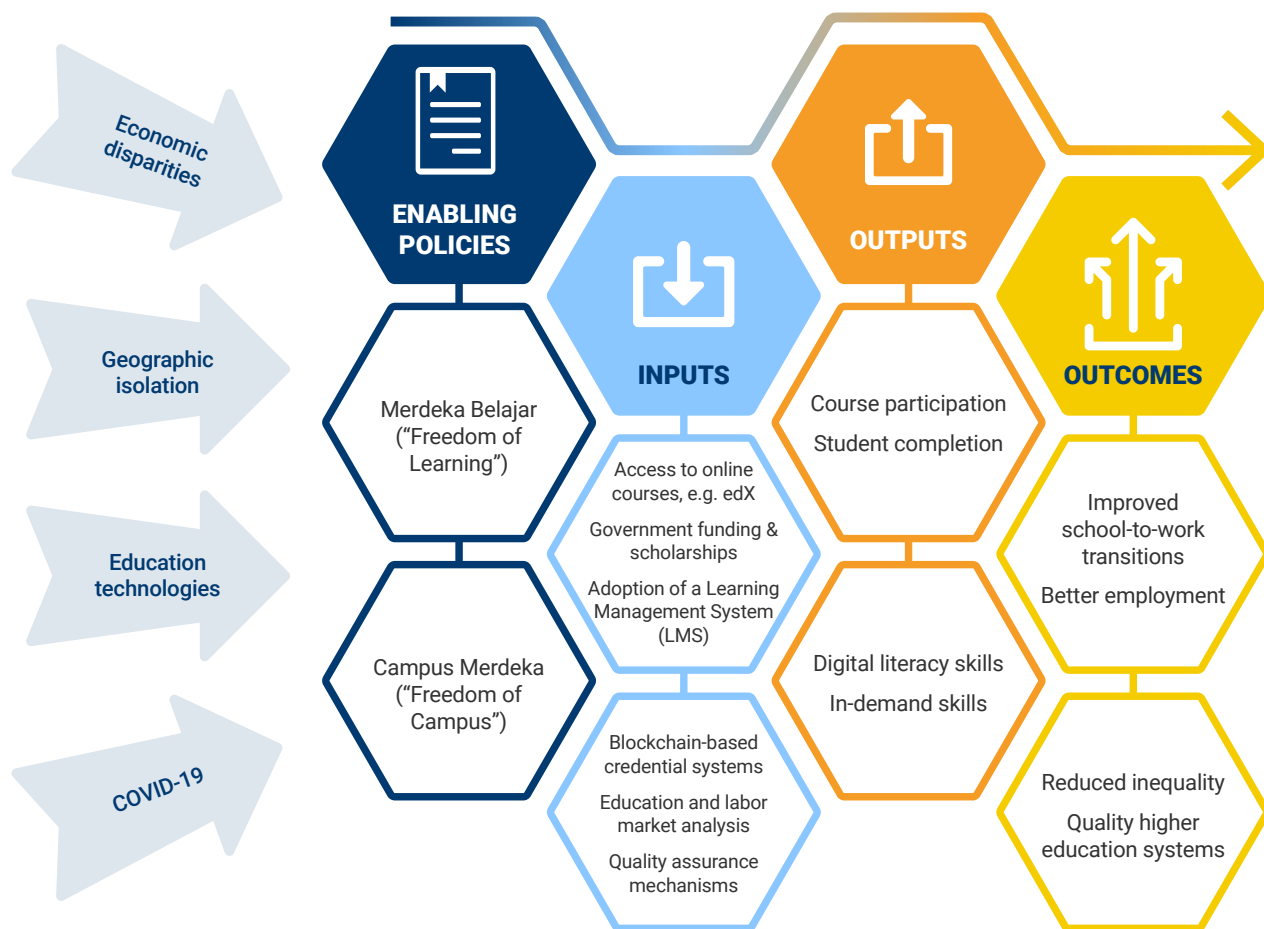 Economic
disparities
Geographic
isolation
Education
technologies
COVID-19
ENABLING
POLICIES
Merdeka Belajar
(“Freedom of
Learning”)
Campus Merdeka
(“Freedom of
Campus”)
INPUTS
Access to online
courses, e.g. edX
Government funding &
scholarships
Adoption of a Learning
Management System
(LMS)
Blockchain-based
credential systems
Education and labor
market analysis
Quality assurance
mechanisms
OUTPUTS
Course participation
Student completion
Digital literacy skills
In-demand skills
OUTCOMES
Improved
school-to-work
transitions
Better employment
Reduced inequality
Quality higher
education systems